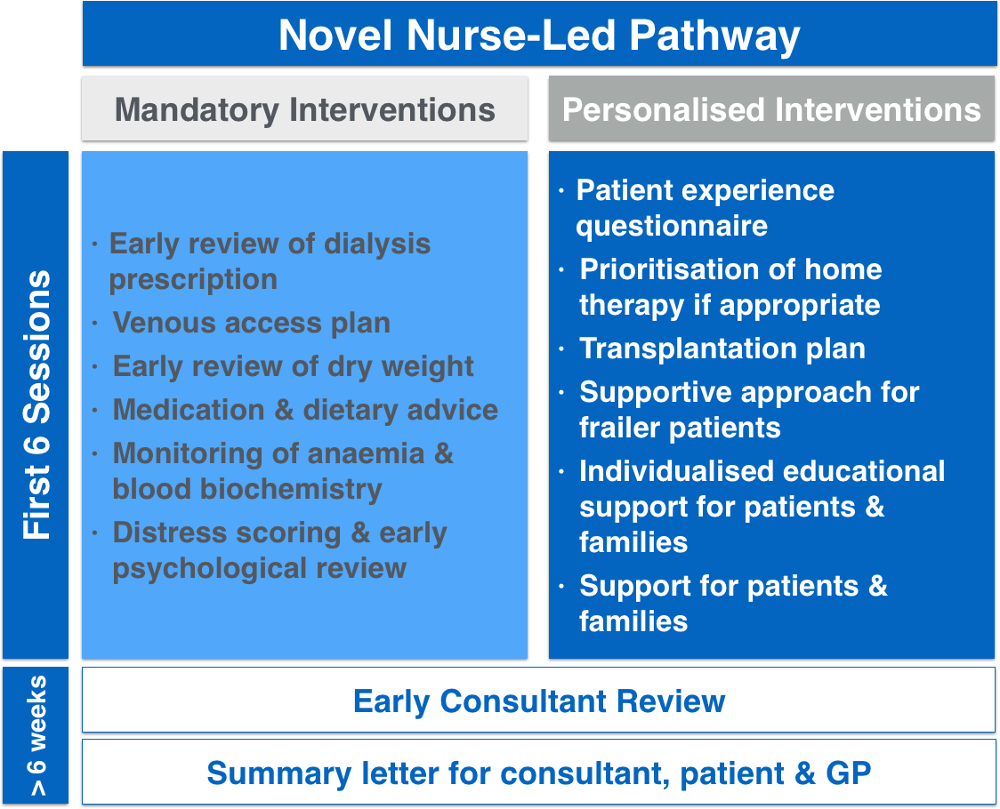 Novel Nurse-Led Pathway
Mandatory Interventions
Personalised Interventions
First 6 Sessions
· Early review of dialysis
prescription
· Venous access plan
· Early review of dry weight
· Medication & dietary advice
· Monitoring of anaemia &
blood biochemistry
· Distress scoring & early
psychological review
· Patient experience
questionnaire
· Prioritisation of home
therapy if appropriate
· Transplantation plan
· Supportive approach for
frailer patients
· Individualised educational
support for patients &
families
· Support for patients &
families
> 6 weeks
Early Consultant Review
Summary letter for consultant, patient & GP